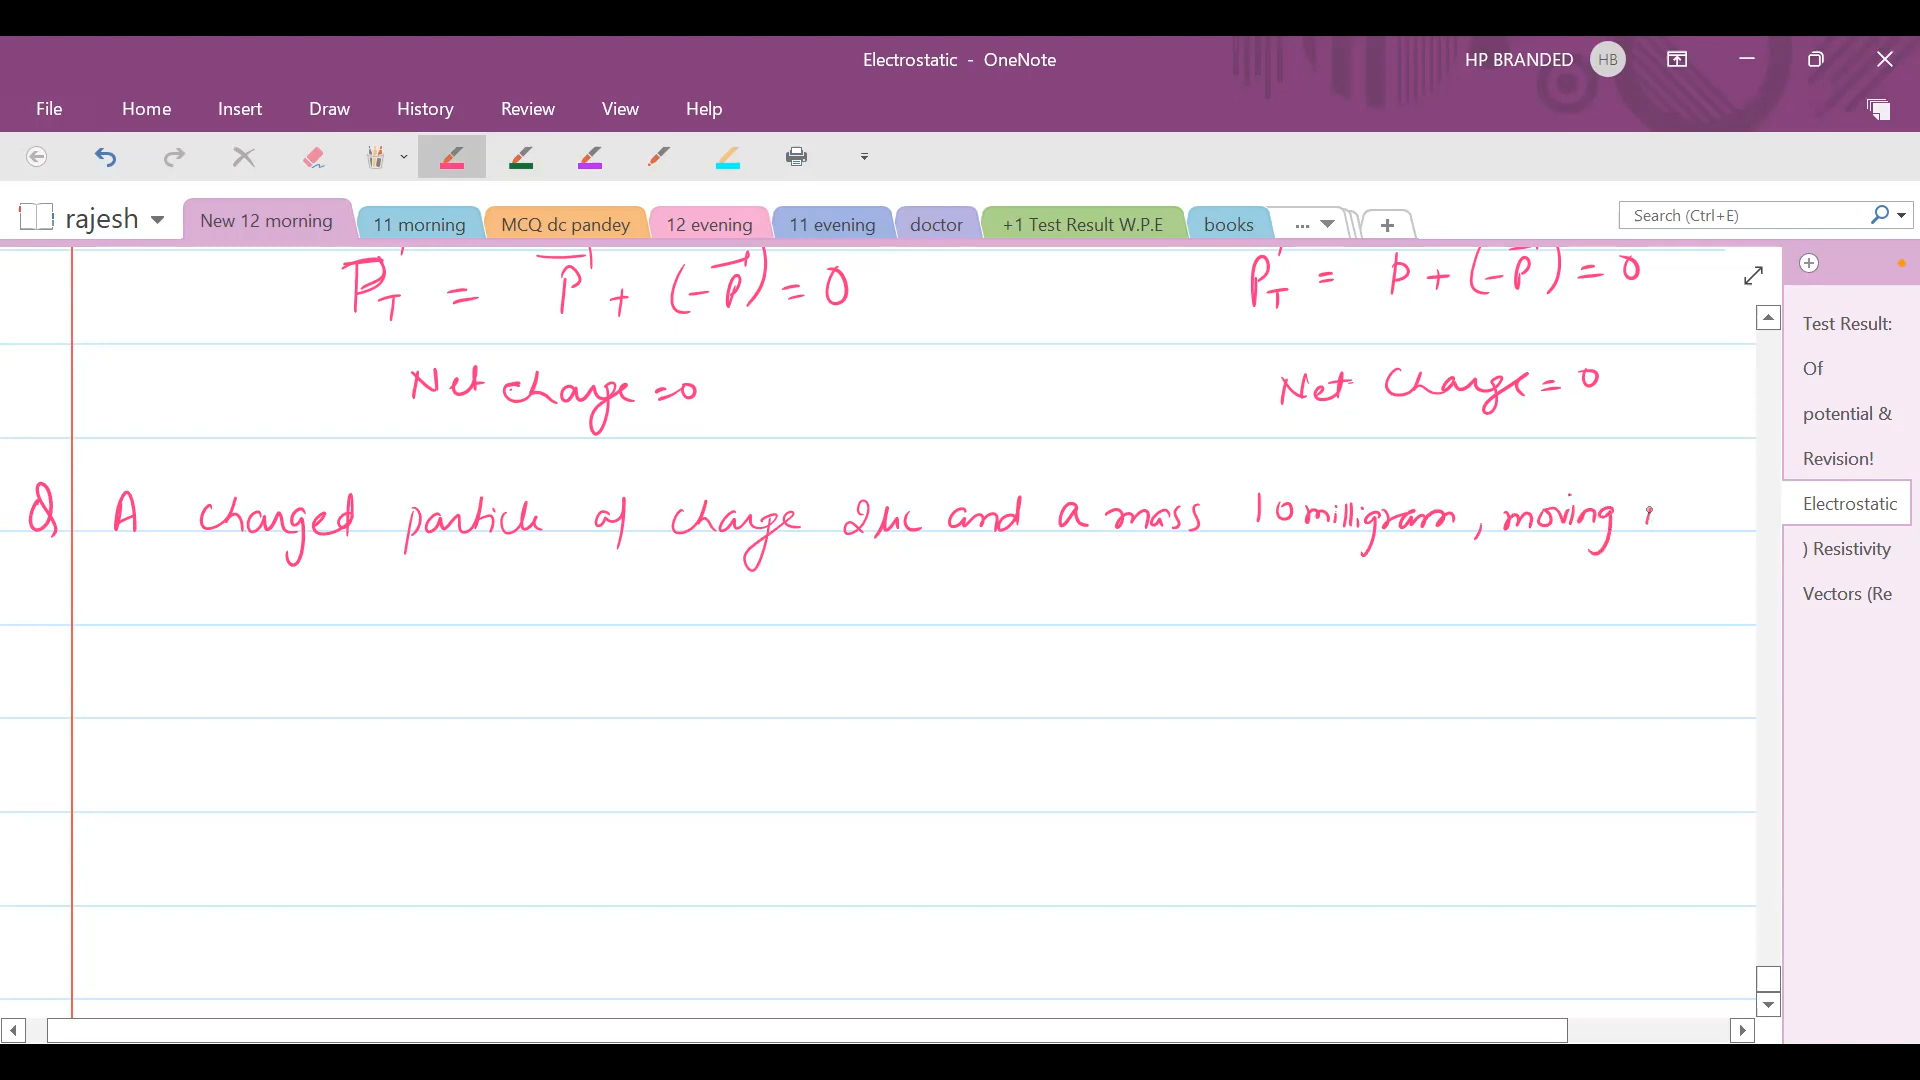 Electrostatic - OneNote
HP BRANDED HB
File Home Insert Draw History Review View Help
rajesh New 12 morning 11 morning MCQ dc pandey 12 evening 11 evening doctor +1 Test Result W.P.E books ... + Search (Ctrl+E)
P⃗'T = P⃗' + (-P⃗') = 0 P'T = P + (-P̄) = 0
Net charge =0 Net Charge = 0
Q A charged particle of charge 2μc and a mass 10 milligram, moving
Test Result:
Of
potential &
Revision!
Electrostatic
) Resistivity
Vectors (Re